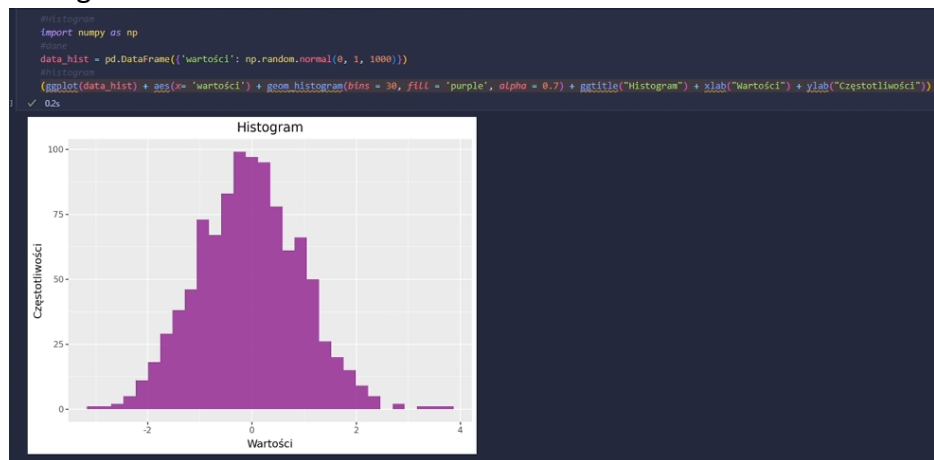 #Histogram
import numpy as np
#dane
data_hist = pd.DataFrame({'wartości': np.random.normal(0, 1, 1000)})
#histogram
(ggplot(data_hist) + aes(x= 'wartości') + geom_histogram(bins = 30, fill = 'purple', alpha = 0.7) + ggtitle("Histogram") + xlab("Wartości") + ylab("Częstotliwości"))
✓ 0.2s
Histogram
100
75
50
25
0
Częstotliwości
-2 0 2 4
Wartości